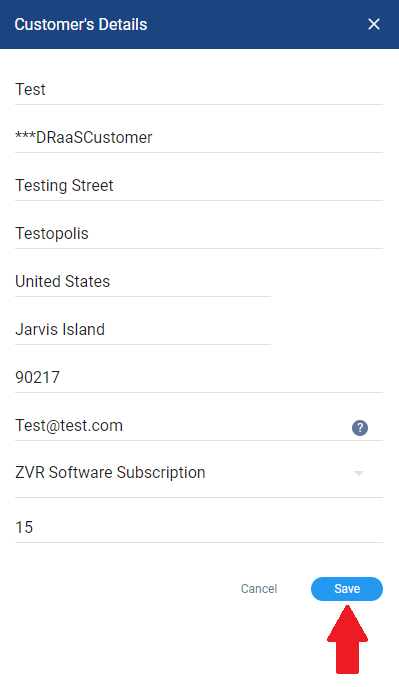 Customer's Details
Test
***DRaaSCustomer
Testing Street
Testopolis
United States
Jarvis Island
90217
Test@test.com ?
ZVR Software Subscription
15
Cancel Save